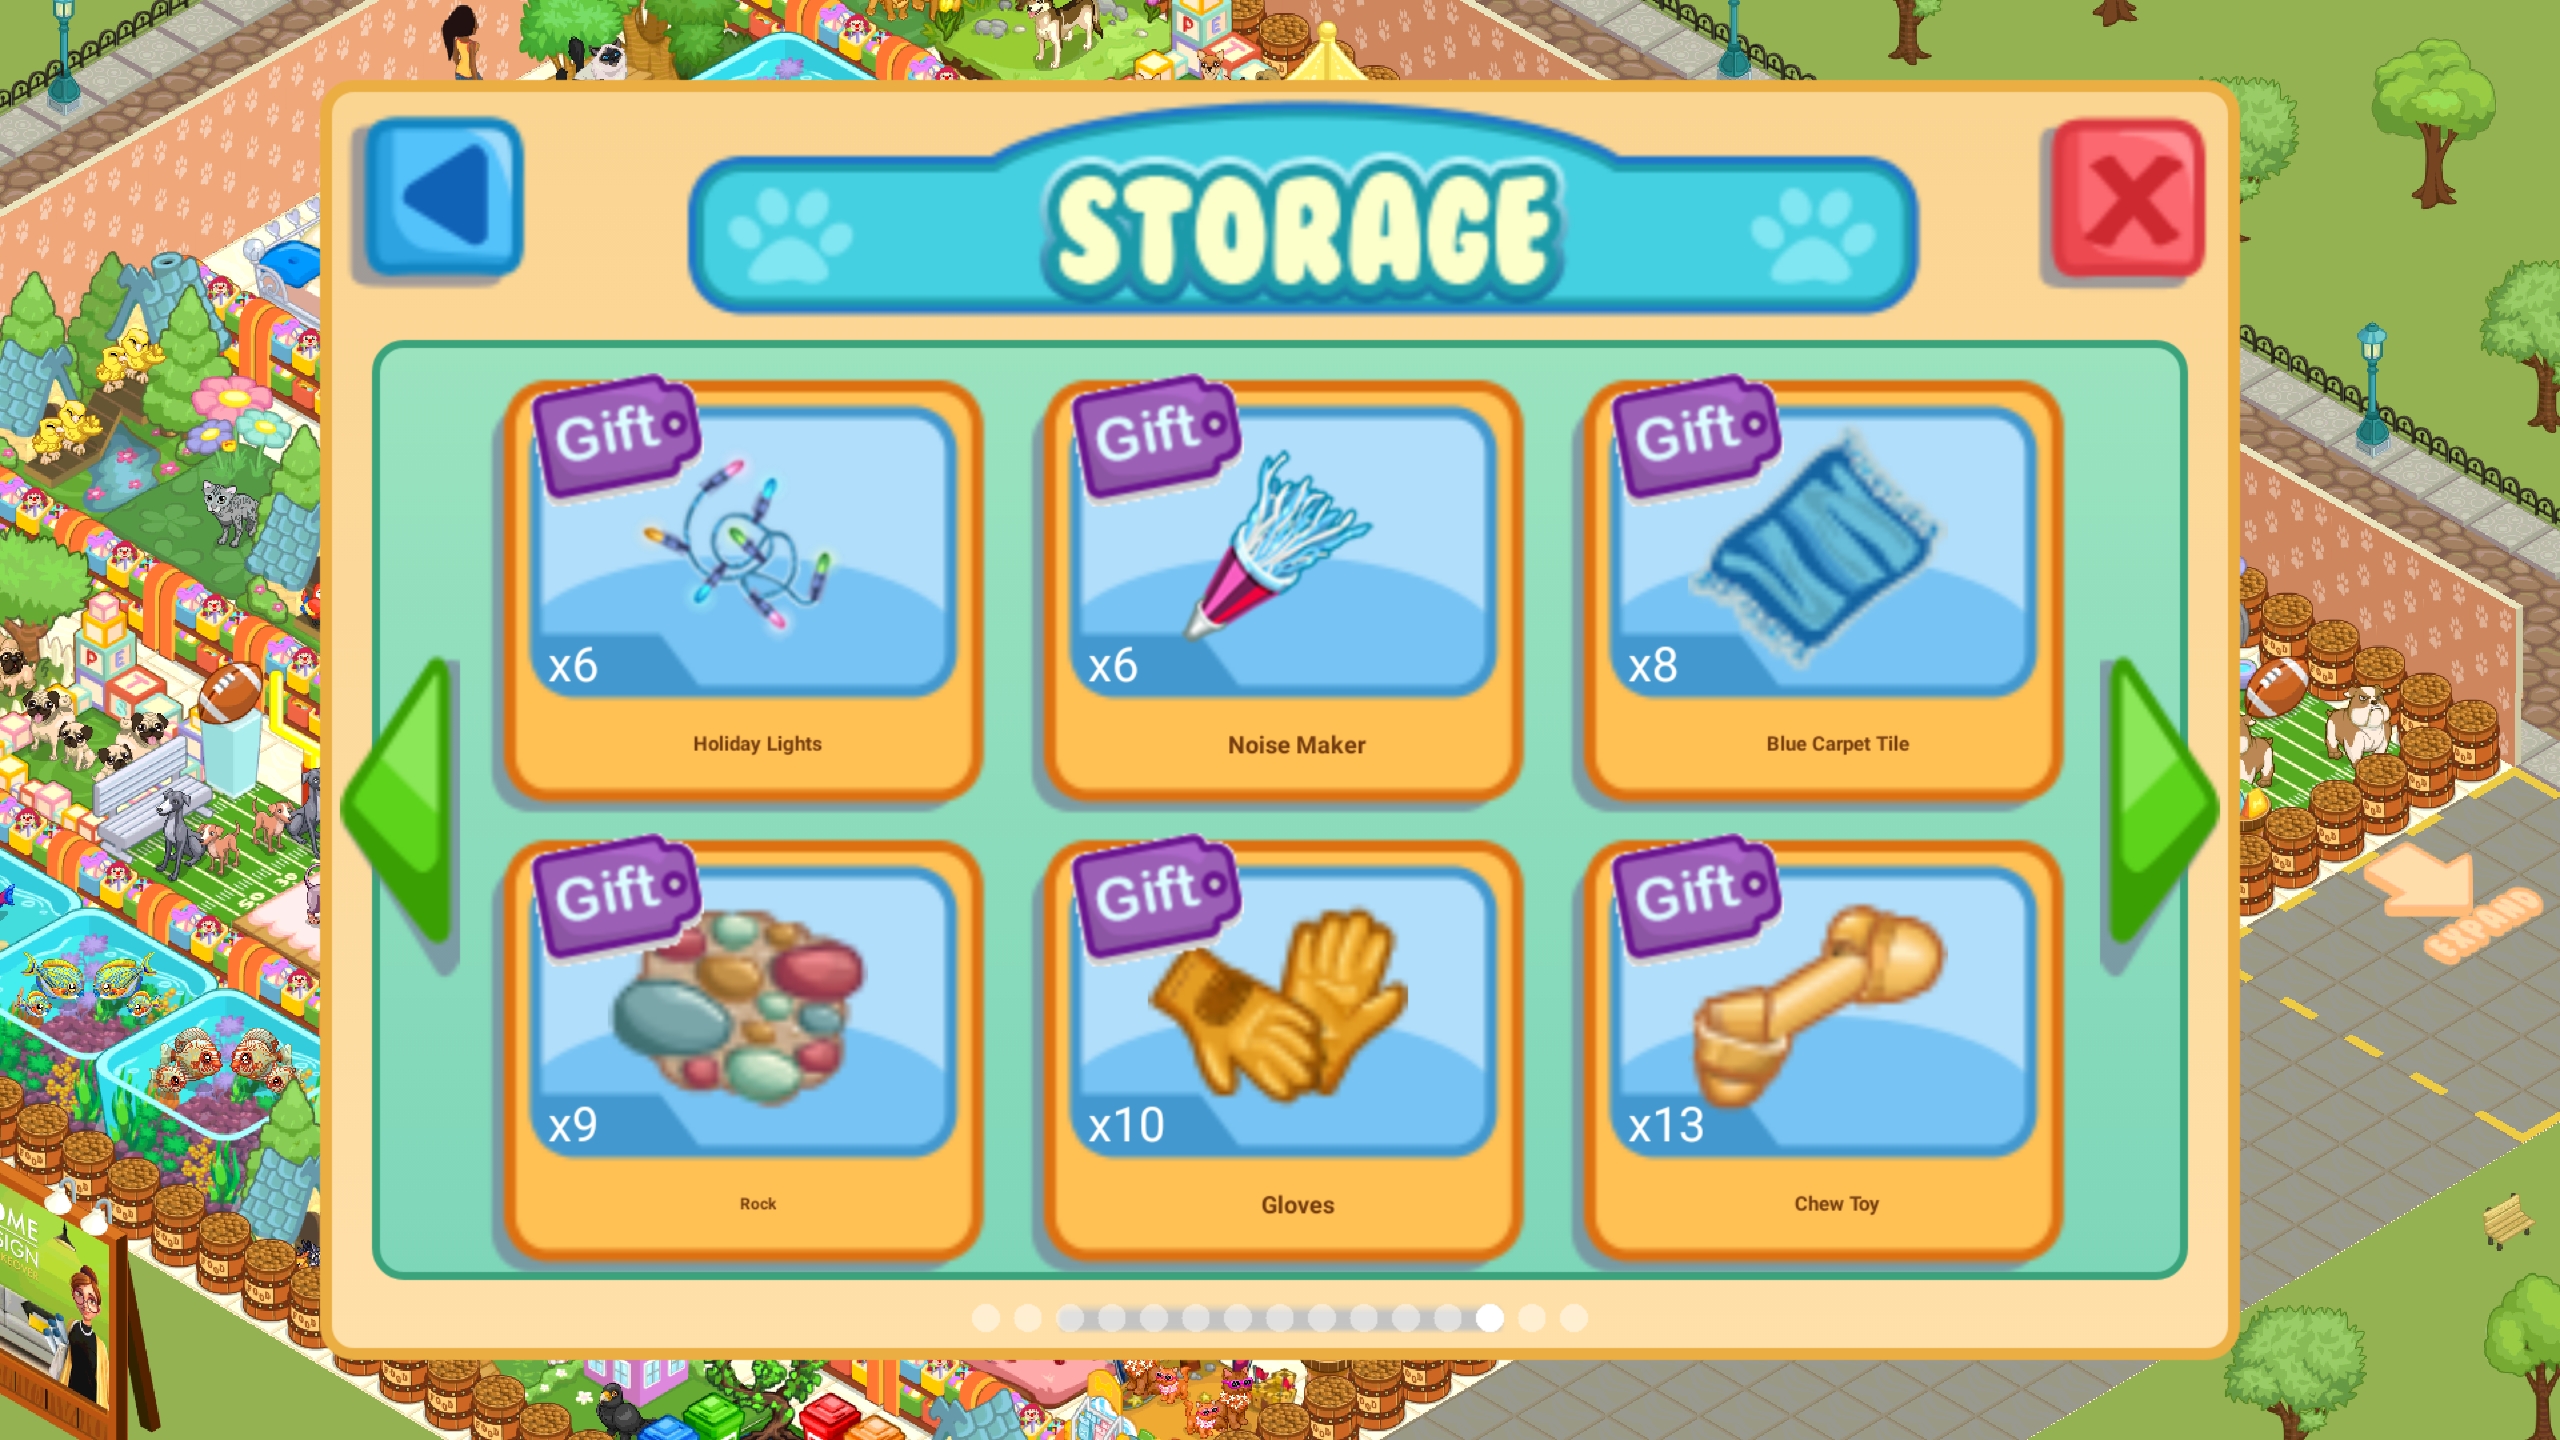 STORAGE
Gift
x6
Holiday Lights
Gift
x6
Noise Maker
Gift
x8
Blue Carpet Tile
Gift
x9
Rock
Gift
x10
Gloves
Gift
x13
Chew Toy
EXPAND